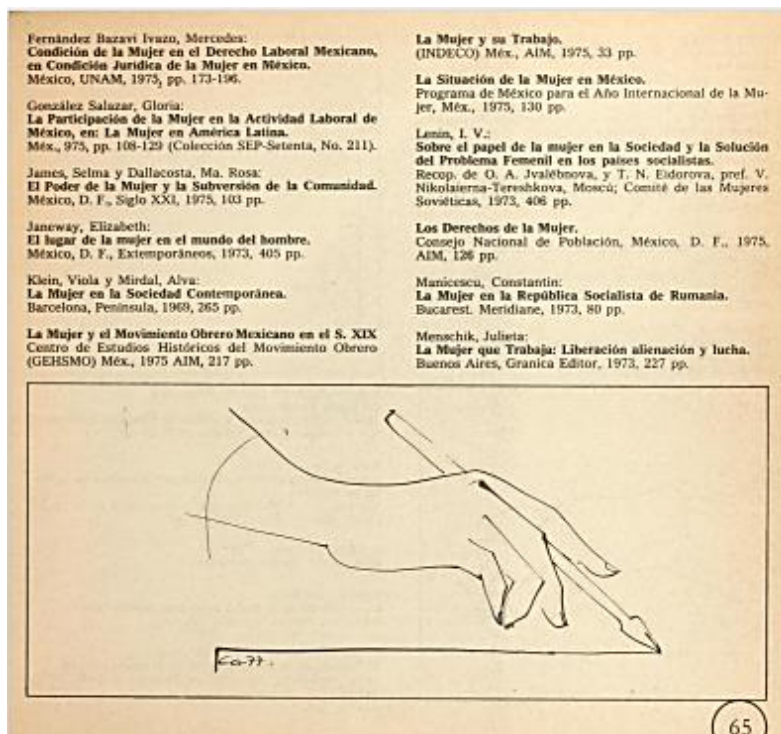 Fernández Bazavi Ivazo, Mercedes:
Condición de la Mujer en el Derecho Laboral Mexicano,
en Condición Jurídica de la Mujer en México.
México, UNAM, 1975, pp. 173-196.
González Salazar, Gloria:
La Participación de la Mujer en la Actividad Laboral de
México, en: La Mujer en América Latina.
Méx., 975, pp. 108-129 (Colección SEP-Setenta, No. 211).
James, Selma y Dallacosta, Ma. Rosa:
El Poder de la Mujer y la Subversión de la Comunidad.
México, D. F., Siglo XXI, 1975, 103 pp.
Janeway, Elizabeth:
El lugar de la mujer en el mundo del hombre.
México, D. F., Extemporáneos, 1973, 405 pp.
Klein, Viola y Mirdal, Alva:
La Mujer en la Sociedad Contemporánea.
Barcelona, Península, 1969, 265 pp.
La Mujer y el Movimiento Obrero Mexicano en el S. XIX
Centro de Estudios Históricos del Movimiento Obrero
(GEHSMO) Méx., 1975 AIM, 217 pp.
La Mujer y su Trabajo.
(INDECO) Méx., AIM, 1975, 33 pp.
La Situación de la Mujer en México.
Programa de México para el Año Internacional de la Mu-
jer, Méx., 1975, 130 pp.
Lenin, I. V.:
Sobre el papel de la mujer en la Sociedad y la Solución
del Problema Femenil en los países socialistas.
Recop. de O. A. Jvalébnova, y T. N. Eidorova, pref. V.
Nikolaierna-Tereshkova, Moscú; Comité de las Mujeres
Soviéticas, 1973, 406 pp.
Los Derechos de la Mujer.
Consejo Nacional de Población, México, D. F., 1975,
AIM, 126 pp.
Manicescu, Constantin:
La Mujer en la República Socialista de Rumania.
Bucarest. Meridiane, 1973, 80 pp.
Menschik, Julieta:
La Mujer que Trabaja: Liberación alienación y lucha.
Buenos Aires, Granica Editor, 1973, 227 pp.
65